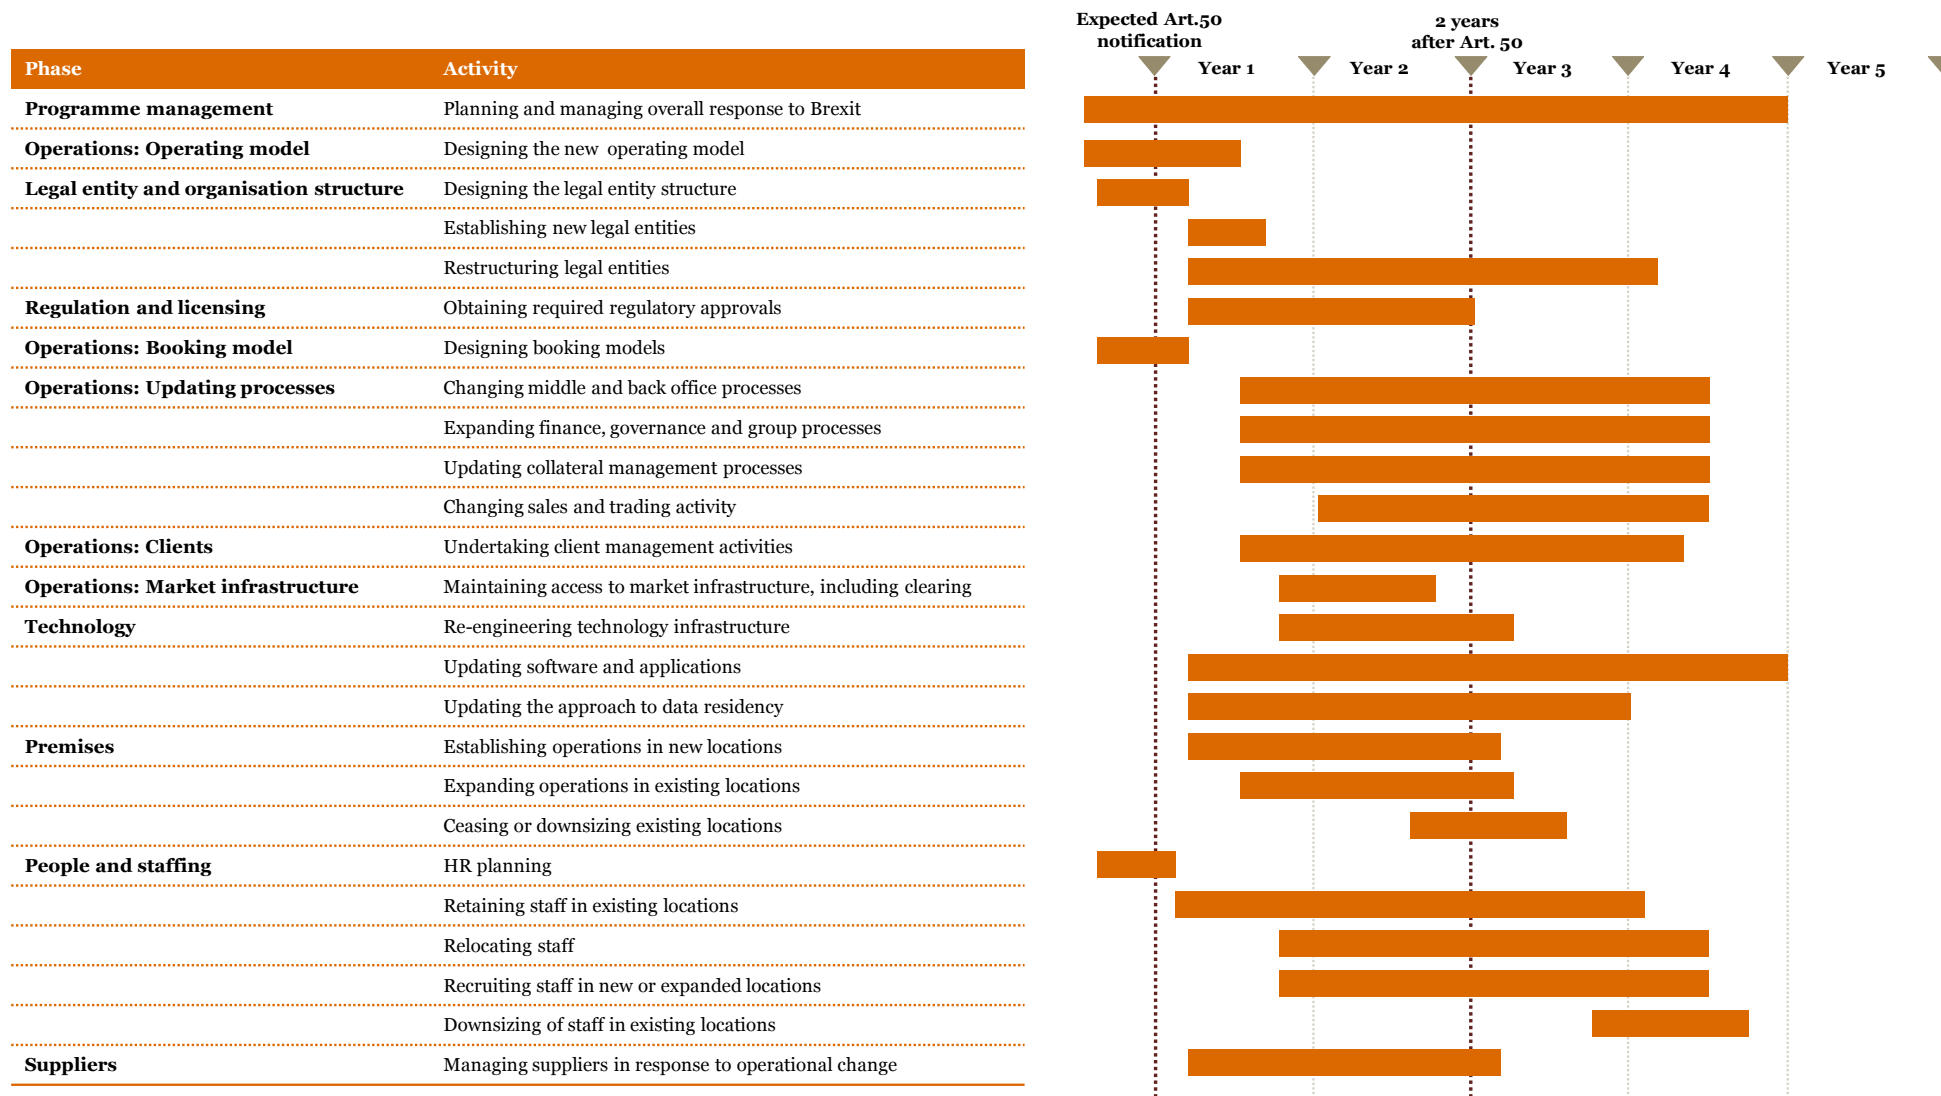 Expected Art.50
notification
2 years
after Art. 50
Phase Activity Year 1 Year 2 Year 3 Year 4 Year 5
Programme management Planning and managing overall response to Brexit
Operations: Operating model Designing the new operating model
Legal entity and organisation structure Designing the legal entity structure
Establishing new legal entities
Restructuring legal entities
Regulation and licensing Obtaining required regulatory approvals
Operations: Booking model Designing booking models
Operations: Updating processes Changing middle and back office processes
Expanding finance, governance and group processes
Updating collateral management processes
Changing sales and trading activity
Operations: Clients Undertaking client management activities
Operations: Market infrastructure Maintaining access to market infrastructure, including clearing
Technology Re-engineering technology infrastructure
Updating software and applications
Updating the approach to data residency
Premises Establishing operations in new locations
Expanding operations in existing locations
Ceasing or downsizing existing locations
People and staffing HR planning
Retaining staff in existing locations
Relocating staff
Recruiting staff in new or expanded locations
Downsizing of staff in existing locations
Suppliers Managing suppliers in response to operational change